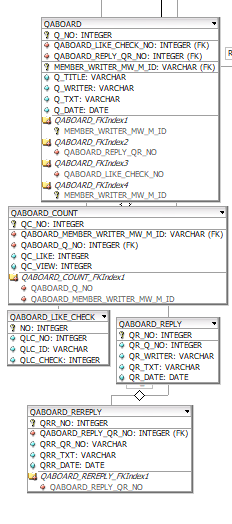 QABOARD
Q_NO: INTEGER
QABOARD_LIKE_CHECK_NO: INTEGER (FK)
QABOARD_REPLY_QR_NO: INTEGER (FK)
MEMBER_WRITER_MW_M_ID: VARCHAR (FK)
Q_TITLE: VARCHAR
Q_WRITER: VARCHAR
Q_TXT: VARCHAR
Q_DATE: DATE
QABOARD_FKIndex1
MEMBER_WRITER_MW_M_ID
QABOARD_FKIndex2
QABOARD_REPLY_QR_NO
QABOARD_FKIndex3
QABOARD_LIKE_CHECK_NO
QABOARD_FKIndex4
MEMBER_WRITER_MW_M_ID
QABOARD_COUNT
QC_NO: INTEGER
QABOARD_MEMBER_WRITER_MW_M_ID: VARCHAR (FK)
QABOARD_Q_NO: INTEGER (FK)
QC_LIKE: INTEGER
QC_VIEW: INTEGER
QABOARD_COUNT_FKIndex1
QABOARD_Q_NO
QABOARD_MEMBER_WRITER_MW_M_ID
QABOARD_LIKE_CHECK
NO: INTEGER
QLC_NO: INTEGER
QLC_ID: VARCHAR
QLC_CHECK: INTEGER
QABOARD_REPLY
QR_NO: INTEGER
QR_Q_NO: INTEGER
QR_WRITER: VARCHAR
QR_TXT: VARCHAR
QR_DATE: DATE
QABOARD_REREPLY
QRR_NO: INTEGER
QABOARD_REPLY_QR_NO: INTEGER (FK)
QRR_QR_NO: VARCHAR
QRR_TXT: VARCHAR
QRR_DATE: DATE
QABOARD_REREPLY_FKIndex1
QABOARD_REPLY_QR_NO